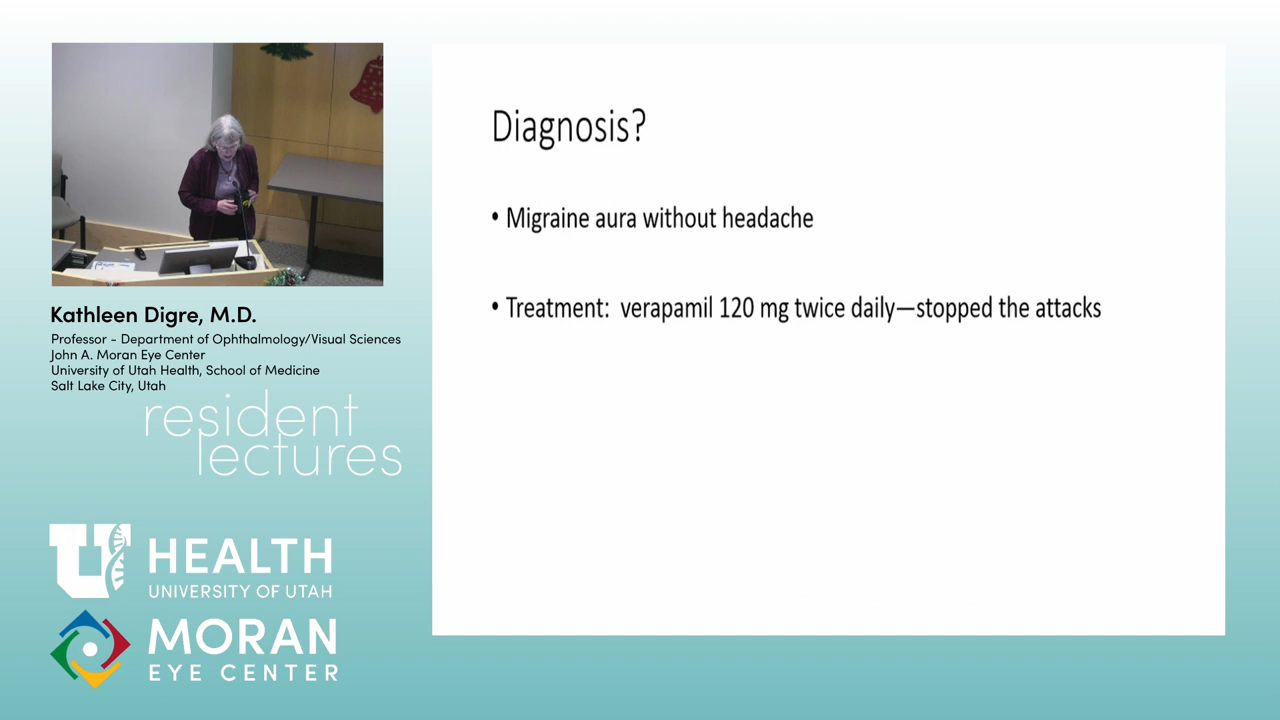 Diagnosis?
• Migraine aura without headache
• Treatment: verapamil 120 mg twice daily—stopped the attacks
Kathleen Digre, M.D.
Professor - Department of Ophthalmology/Visual Sciences
John A. Moran Eye Center
University of Utah Health, School of Medicine
Salt Lake City, Utah
resident
lectures
U HEALTH
UNIVERSITY OF UTAH
MORAN
EYE CENTER